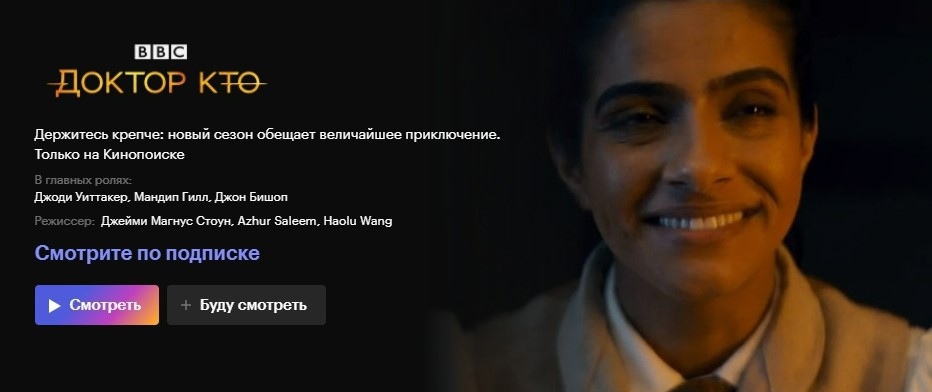 BBC
ДОКТОР КТО
Держитесь крепче: новый сезон обещает величайшее приключение.
Только на Кинопоиске
В главных ролях:
Джоди Уиттакер, Мандип Гилл, Джон Бишоп
Режиссер: Джейми Магнус Стоун, Azhur Saleem, Haolu Wang
Смотрите по подписке
Смотреть
+ Буду смотреть